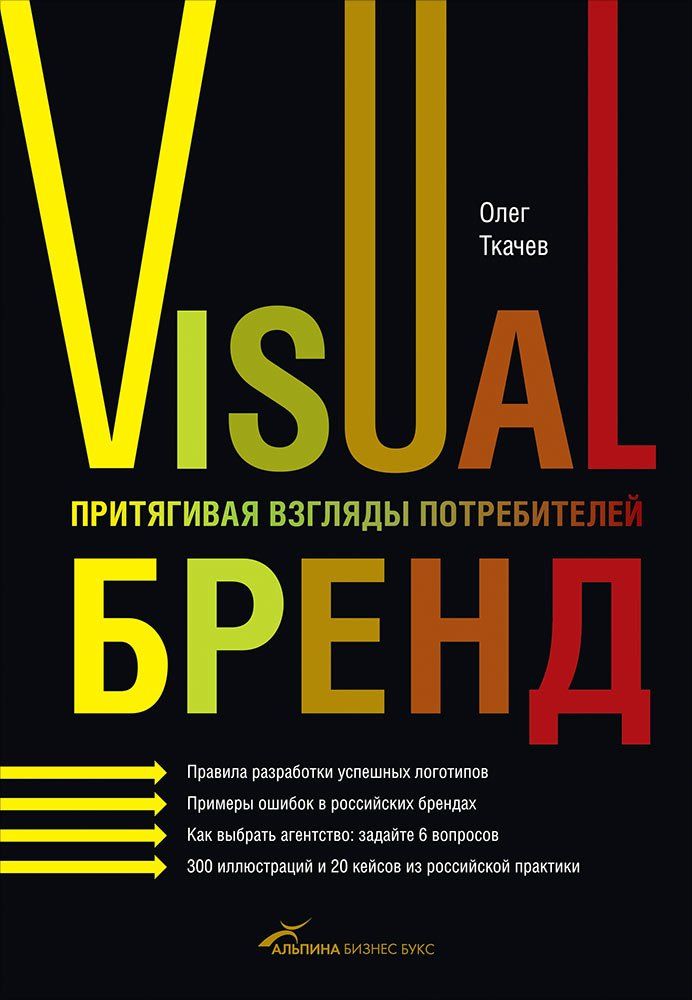 Олег
Ткачев
VISUAL
ПРИТЯГИВАЯ ВЗГЛЯДЫ ПОТРЕБИТЕЛЕЙ
БРЕНД
Правила разработки успешных логотипов
Примеры ошибок в российских брендах
Как выбрать агентство: задайте 6 вопросов
300 иллюстраций и 20 кейсов из российской практики
АЛЬПИНА БИЗНЕС БУКС